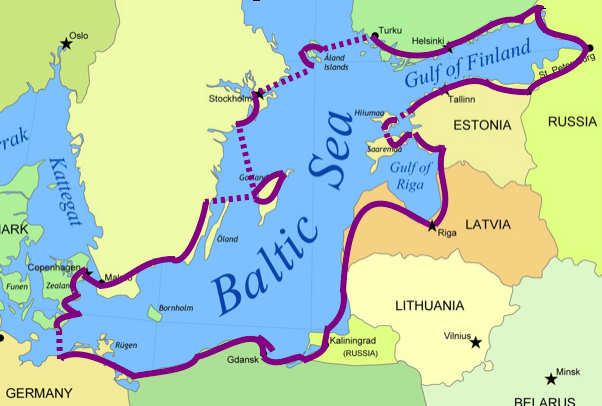 Oslo
Turku
Helsinki
Åland
Islands
Gulf of Finland
St. Petersburg
Stockholm
Tallinn
Hiiumaa
ESTONIA
RUSSIA
Saaremaa
Gulf of
Riga
Kattegat
Gotland
Baltic Sea
LATVIA
Riga
Öland
Copenhagen
Malmö
Funen
Zealand
Bornholm
LITHUANIA
Rügen
Kaliningrad
(RUSSIA)
Vilnius
Gdansk
Minsk
GERMANY